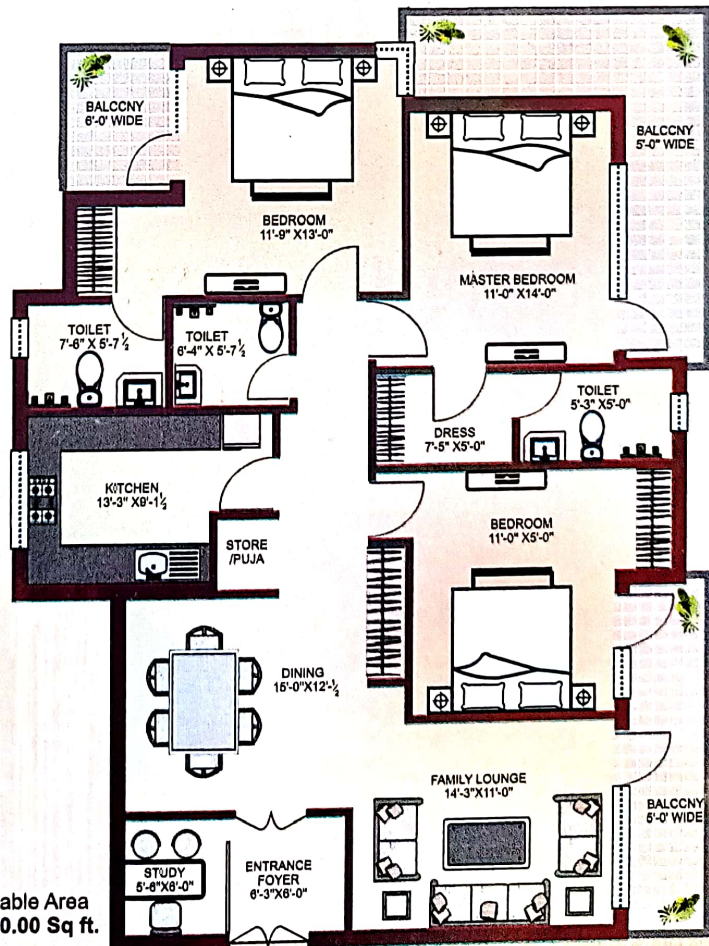 BALCCNY
6'-0' WIDE
BALCCNY
5'-0" WIDE
BEDROOM
11'-9" X13'-0"
MASTER BEDROOM
11'-0" X14'-0"
TOILET
7'-6" X 5'-7 ½
TOILET
6'-4" X 5'-7 ½
TOILET
5'-3" X5'-0"
DRESS
7'-5" X5'-0"
KITCHEN
13'-3" X9'-1½
BEDROOM
11'-0" X5'-0"
STORE
/PUJA
DINING
15'-0"X12'-½
FAMILY LOUNGE
14'-3"X11'-0"
BALCCNY
5'-0' WIDE
STUDY
5'-6"X6'-0"
ENTRANCE
FOYER
6'-3"X6'-0"
able Area
0.00 Sq ft.